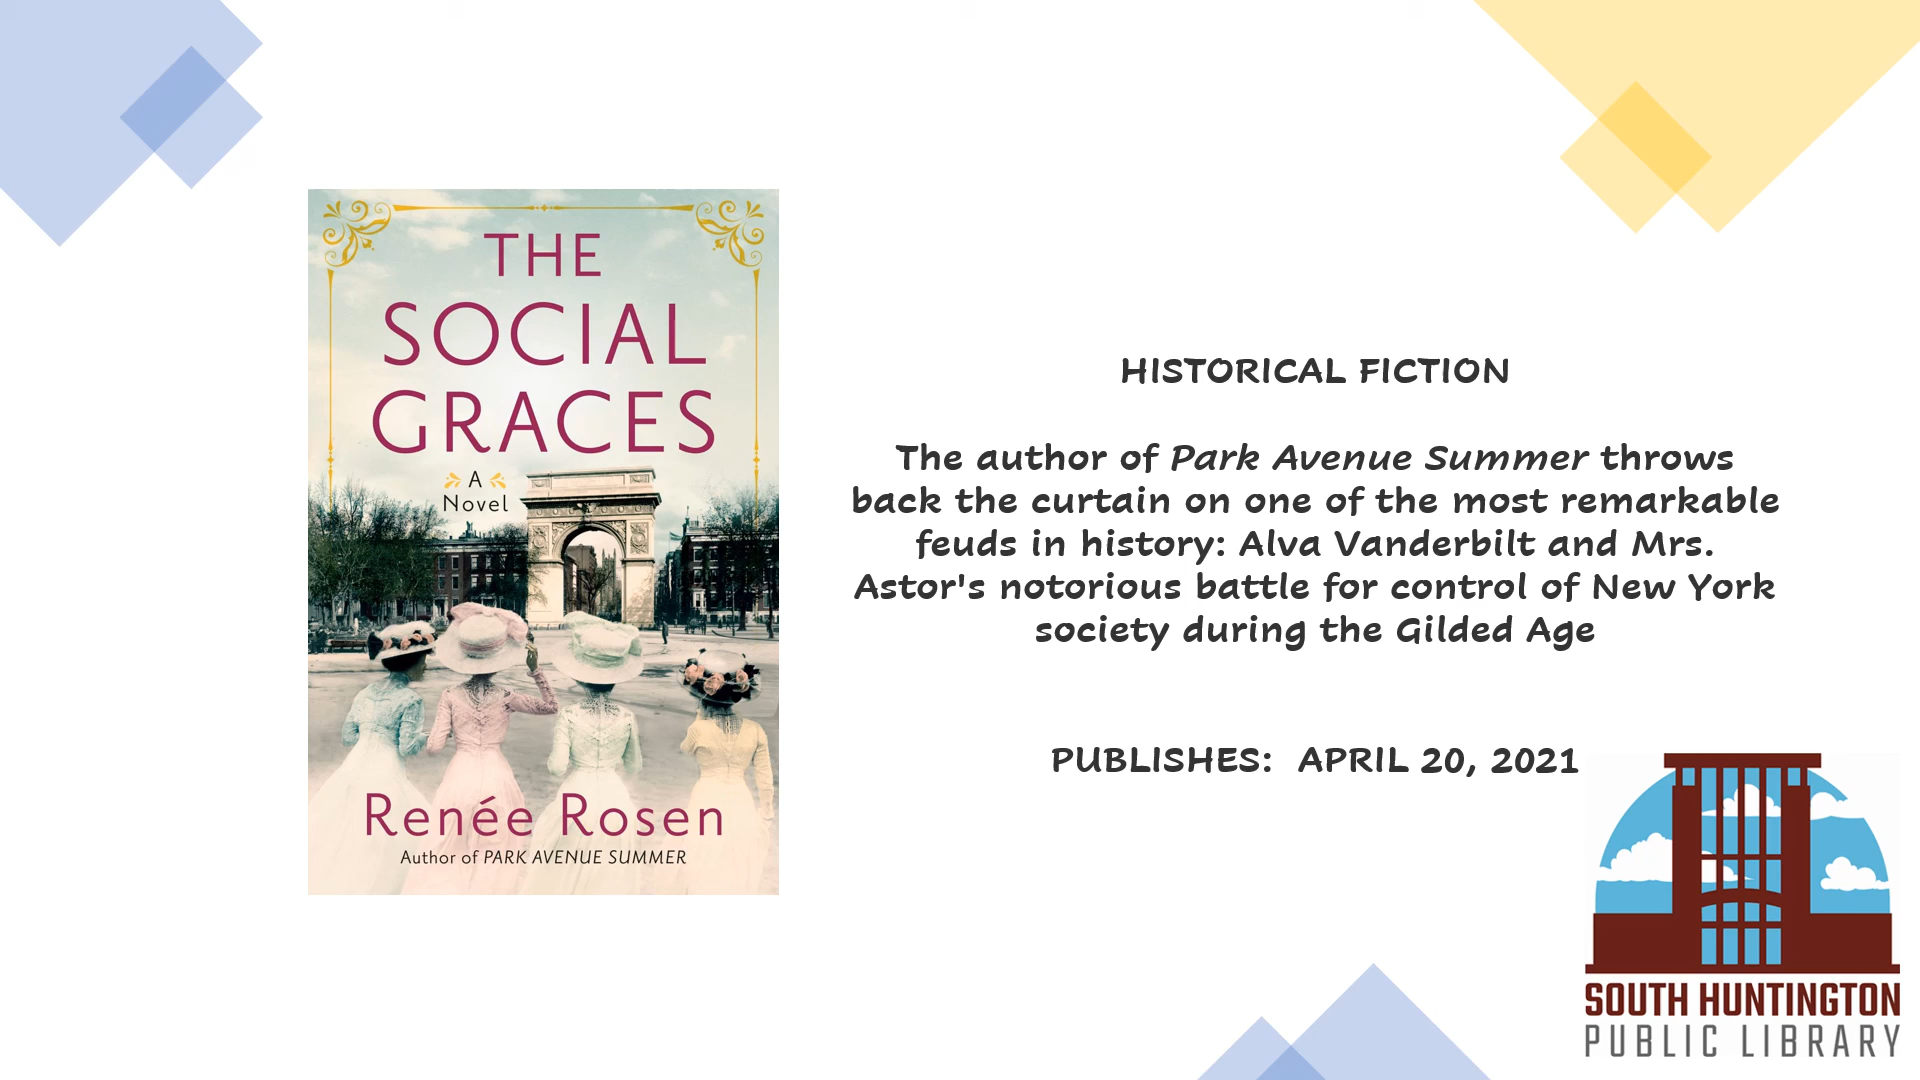 THE
SOCIAL
GRACES
A
Novel
Renée Rosen
Author of PARK AVENUE SUMMER
HISTORICAL FICTION
The author of Park Avenue Summer throws
back the curtain on one of the most remarkable
feuds in history: Alva Vanderbilt and Mrs.
Astor's notorious battle for control of New York
society during the Gilded Age
PUBLISHES: APRIL 20, 2021
SOUTH HUNTINGTON
PUBLIC LIBRARY